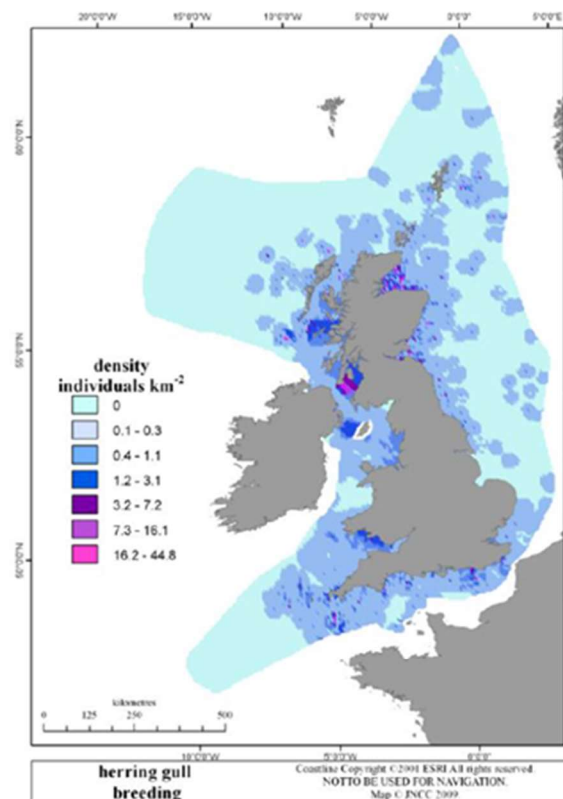 20°0'0"W 15°0'0"W 10°0'0"W 5°0'0"W 0°0'0" 5°0'0"E
60°0'0"N
55°0'0"N
50°0'0"N
density
individuals km-2
0
0.1 - 0.3
0.4 - 1.1
1.2 - 3.1
3.2 - 7.2
7.3 - 16.1
16.2 - 44.8
kilometres
0 125 250 500
10°0'0"W 5°0'0"W 0°0'0"
herring gull
breeding
Coastline Copyright ©2001 ESRI All rights reserved
NOT TO BE USED FOR NAVIGATION.
Map © JNCC 2009